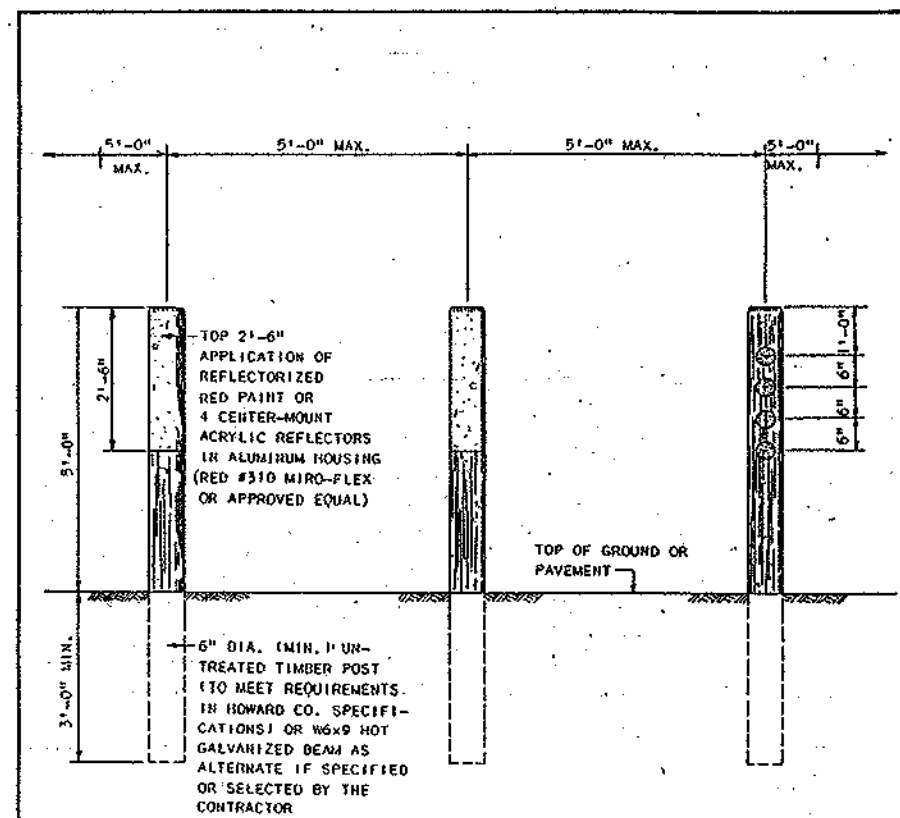 5'-0" MAX.
5'-0" MAX.
5'-0" MAX.
5'-0" MAX.
TOP 2'-6"
APPLICATION OF
REFLECTORIZED
RED PAINT OR
4 CENTER-MOUNT
ACRYLIC REFLECTORS
IN ALUMINUM HOUSING
(RED #310 MIRO-FLEX
OR APPROVED EQUAL)
2'-6"
5'-0"
1'-0"
6"
6"
6"
TOP OF GROUND OR
PAVEMENT
3'-0" MIN.
6" DIA. (MIN.) UN-
TREATED TIMBER POST
(TO MEET REQUIREMENTS
IN HOWARD CO. SPECIFI-
CATIONS) OR W6x9 HOT
GALVANIZED BEAM AS
ALTERNATE IF SPECIFIED
OR SELECTED BY THE
CONTRACTOR